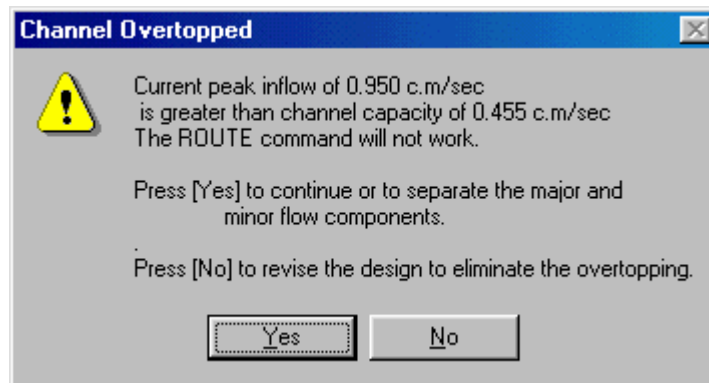 Channel Overtopped
Current peak inflow of 0.950 c.m/sec
is greater than channel capacity of 0.455 c.m/sec
The ROUTE command will not work.
Press [Yes] to continue or to separate the major and
minor flow components.
.
Press [No] to revise the design to eliminate the overtopping.
Yes
No